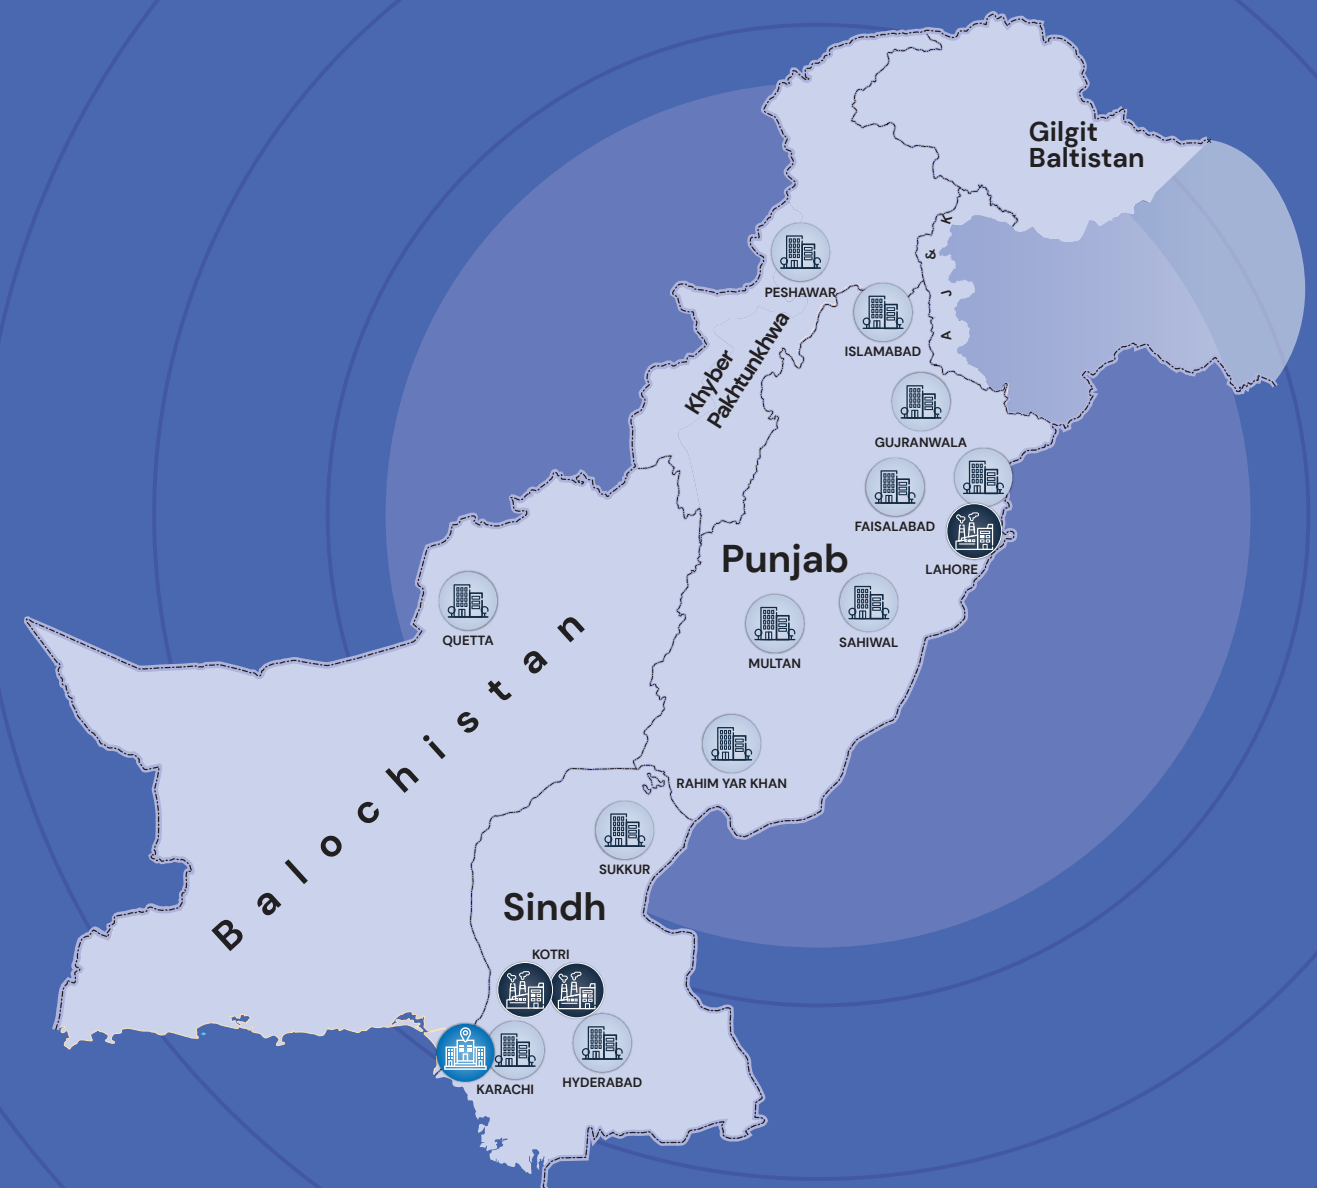 Gilgit
Baltistan
A J & K
PESHAWAR
Khyber
Pakhtunkhwa
ISLAMABAD
GUJRANWALA
FAISALABAD
LAHORE
Punjab
SAHIWAL
MULTAN
QUETTA
Balochistan
RAHIM YAR KHAN
SUKKUR
Sindh
KOTRI
KARACHI
HYDERABAD